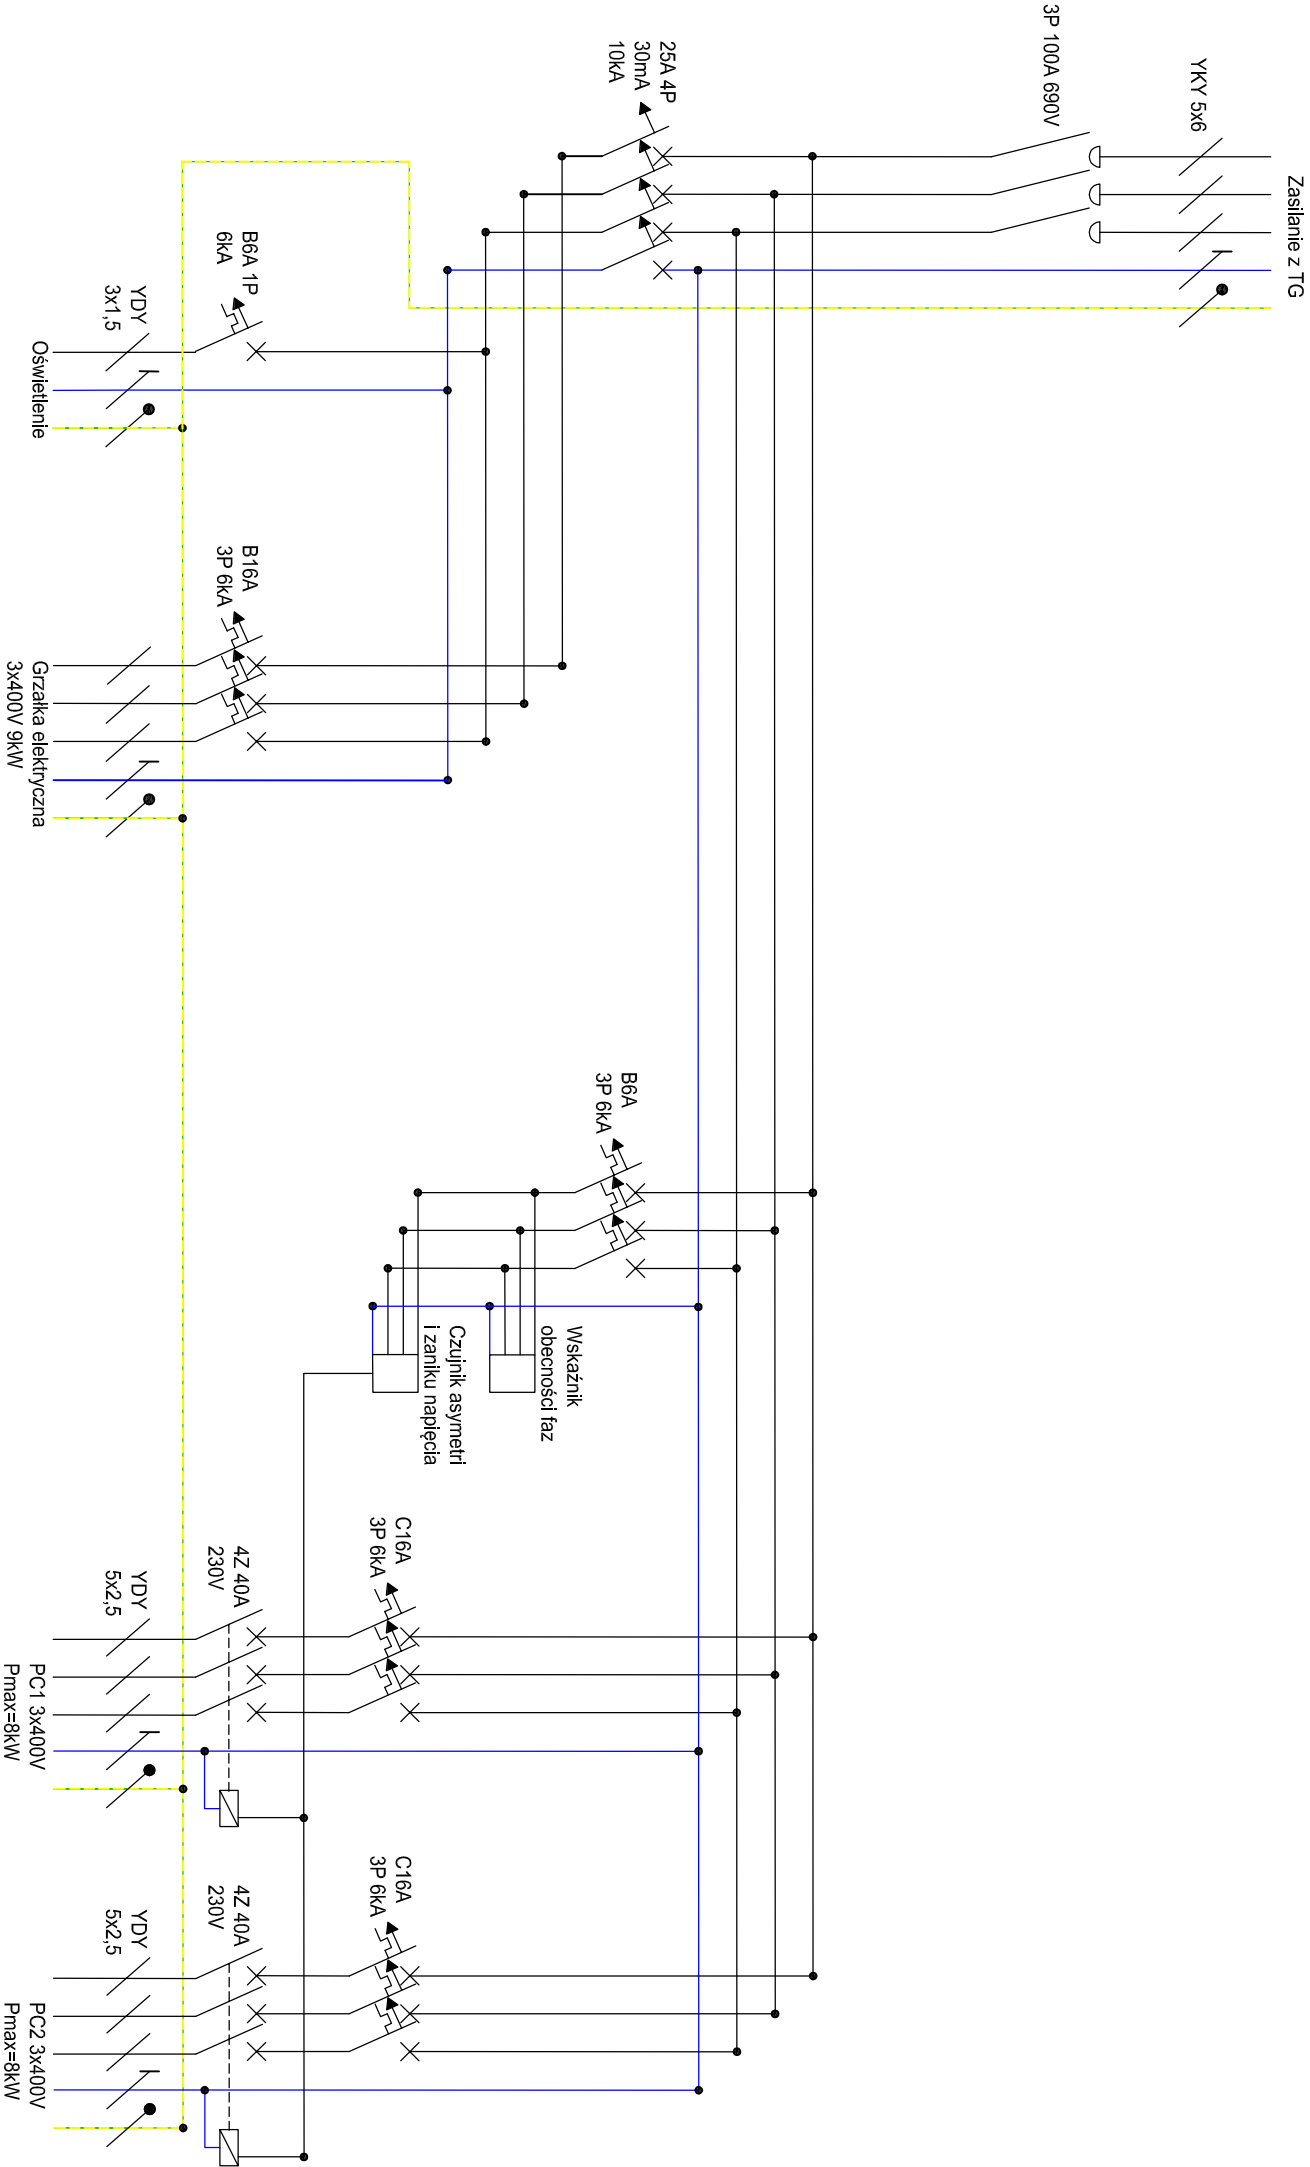 Zasilanie z TG
YKY 5x6
3P 100A 690V
25A 4P
30mA
10kA
B6A 1P
6kA
YDY
3x1,5
Oświetlenie
B16A
3P 6kA
Grzałka elektryczna
3x400V 9kW
B6A
3P 6kA
Wskaźnik
obecności faz
Czujnik asymetri
i zaniku napięcia
C16A
3P 6kA
4Z 40A
230V
YDY
5x2,5
PC1 3x400V
Pmax=8kW
C16A
3P 6kA
4Z 40A
230V
YDY
5x2,5
PC2 3x400V
Pmax=8kW